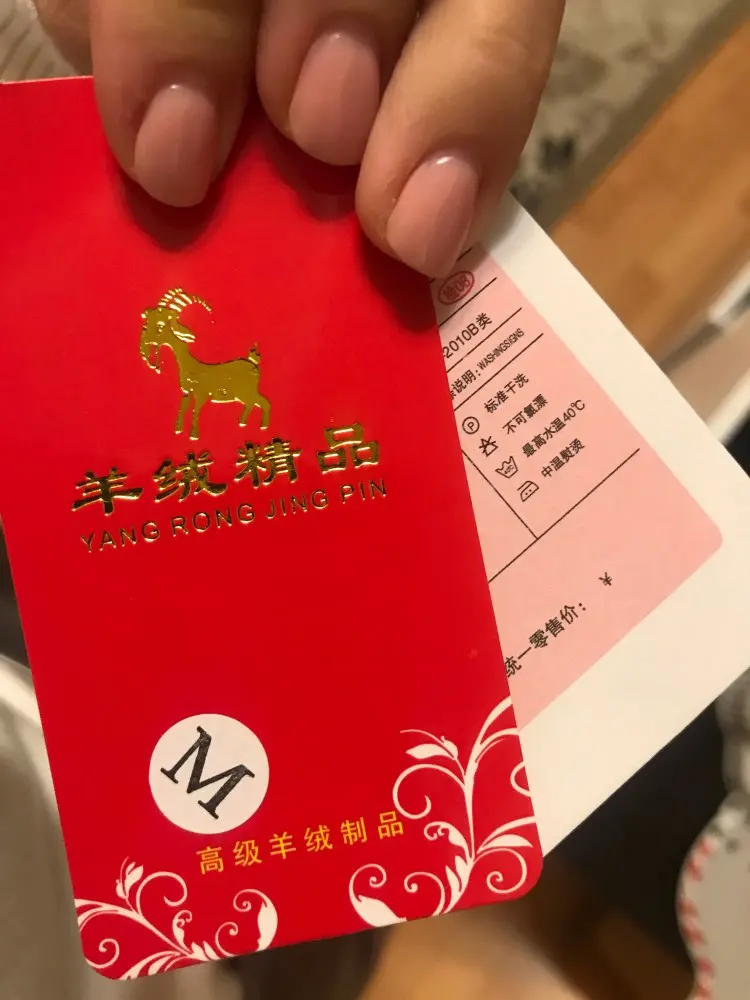 羊绒精品
YANG RONG JING PIN
M
高级羊绒制品
2010B类
说明：WASHINGSIGNS
P 标准干洗
不可氯漂
40℃ 最高水温40℃
中温熨烫
统一零售价：